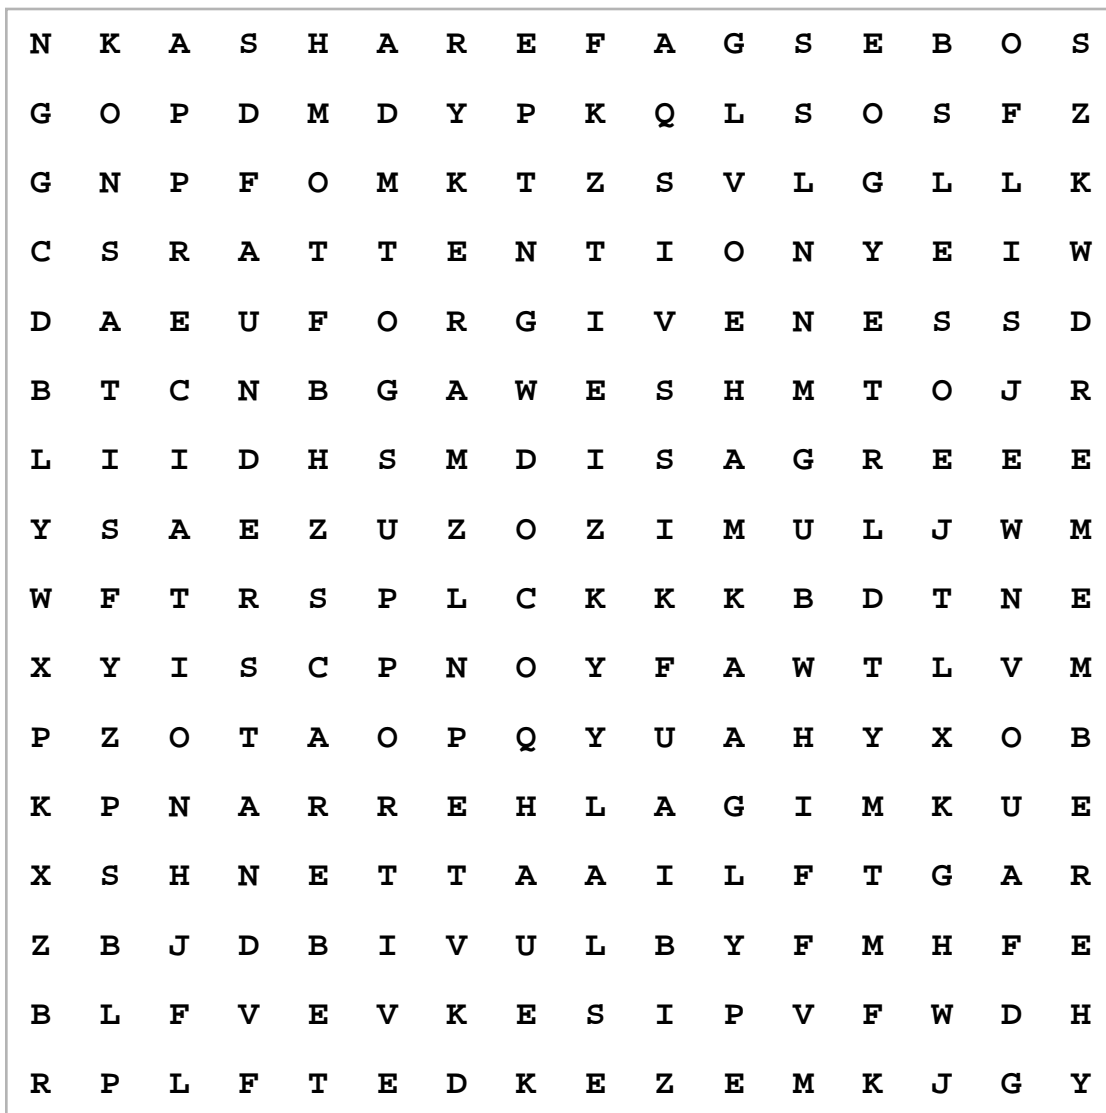 N K A S H A R E F A G S E B O S
G O P D M D Y P K Q L S O S F Z
G N P F O M K T Z S V L G L L K
C S R A T T E N T I O N Y E I W
D A E U F O R G I V E N E S S D
B T C N B G A W E S H M T O J R
L I I D H S M D I S A G R E E E
Y S A E Z U Z O Z I M U L J W M
W F T R S P L C K K K B D T N E
X Y I S C P N O Y F A W T L V M
P Z O T A O P Q Y U A H Y X O B
K P N A R R E H L A G I M K U E
X S H N E T T A A I L F T G A R
Z B J D B I V U L B Y F M H F E
B L F V E V K E S I P V F W D H
R P L F T E D K E Z E M K J G Y